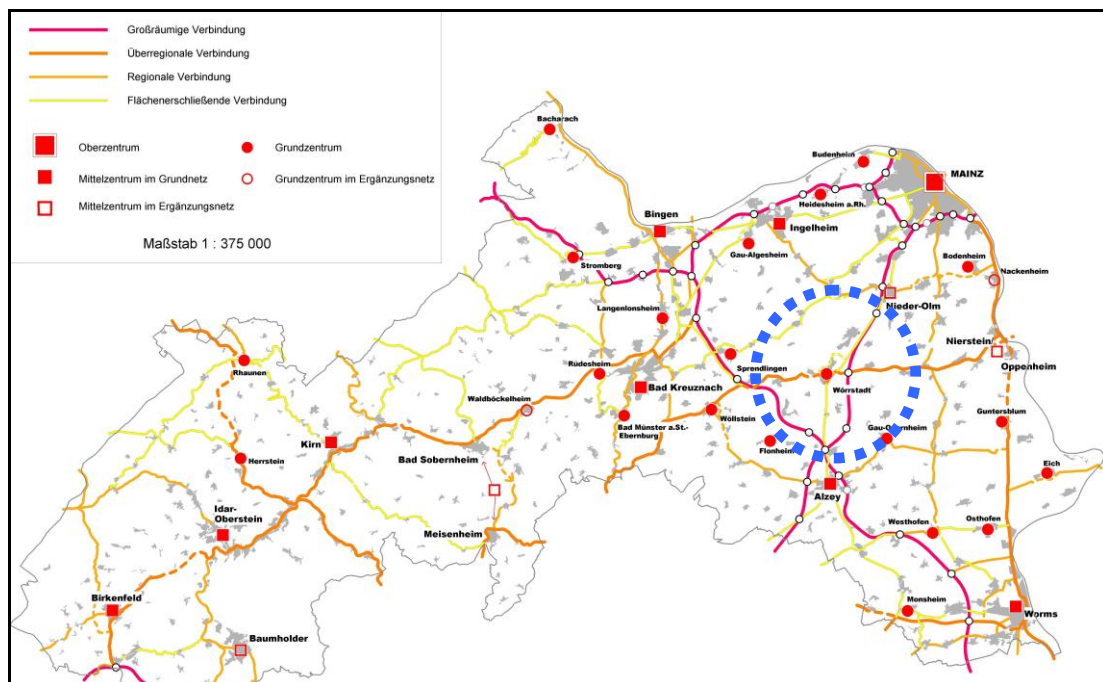 Großräumige Verbindung
Überregionale Verbindung
Regionale Verbindung
Flächenerschließende Verbindung
Oberzentrum
Grundzentrum
Mittelzentrum im Grundnetz
Grundzentrum im Ergänzungsnetz
Mittelzentrum im Ergänzungsnetz
Maßstab 1 : 375 000
Bacharach
Budenheim
MAINZ
Heidesheim a.Rh.
Bingen
Ingelheim
Gau-Algesheim
Bodenheim
Stromberg
Nackenheim
Nieder-Olm
Langenlonsheim
Nierstein
Oppenheim
Rhaunen
Rüdesheim
Sprendlingen
Bad Kreuznach
Wörrstadt
Waldböckelheim
Wöllstein
Guntersblum
Bad Münster a.St.-
Ebernburg
Gau-Odernheim
Kirn
Flonheim
Herrstein
Bad Sobernheim
Eich
Alzey
Idar-
Oberstein
Meisenheim
Westhofen
Osthofen
Birkenfeld
Monsheim
Worms
Baumholder